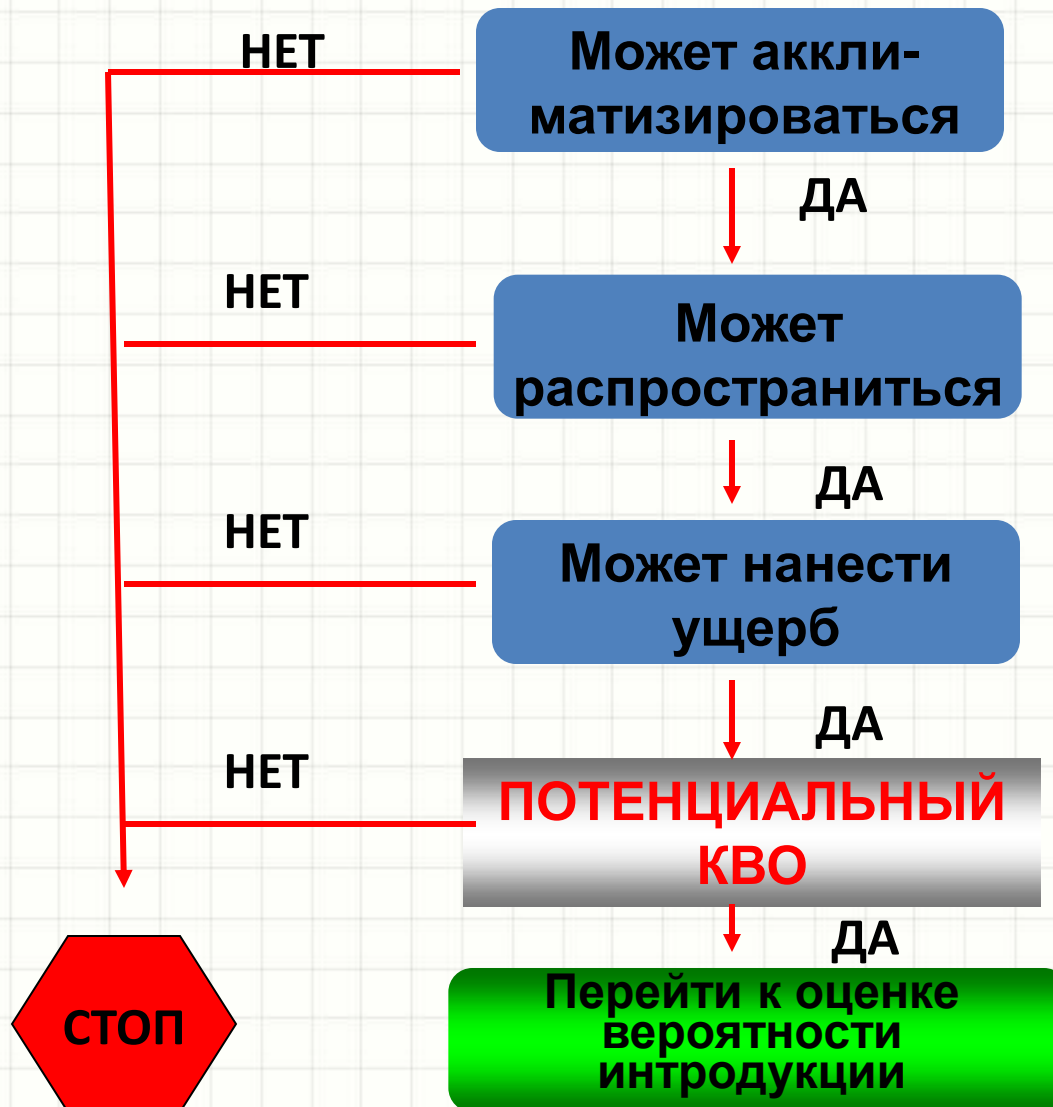 НЕТ
Может аккли-
матизироваться
ДА
НЕТ
Может
распространиться
ДА
НЕТ
Может нанести
ущерб
ДА
НЕТ
ПОТЕНЦИАЛЬНЫЙ
КВО
ДА
СТОП
Перейти к оценке
вероятности
интродукции